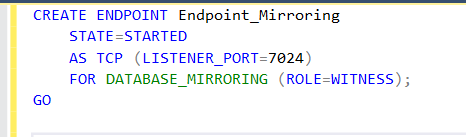 CREATE ENDPOINT Endpoint_Mirroring
    STATE=STARTED
    AS TCP (LISTENER_PORT=7024)
    FOR DATABASE_MIRRORING (ROLE=WITNESS);
GO